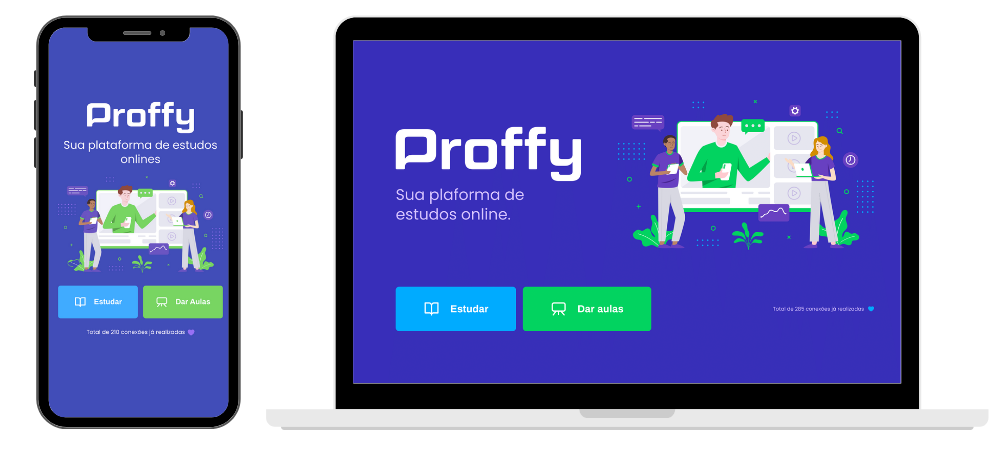 Proffy
Sua plataforma de estudos
onlines
Estudar
Dar Aulas
Total de 210 conexões já realizadas
Proffy
Sua plaforma de
estudos online.
Estudar
Dar aulas
Total de 285 conexões já realizadas